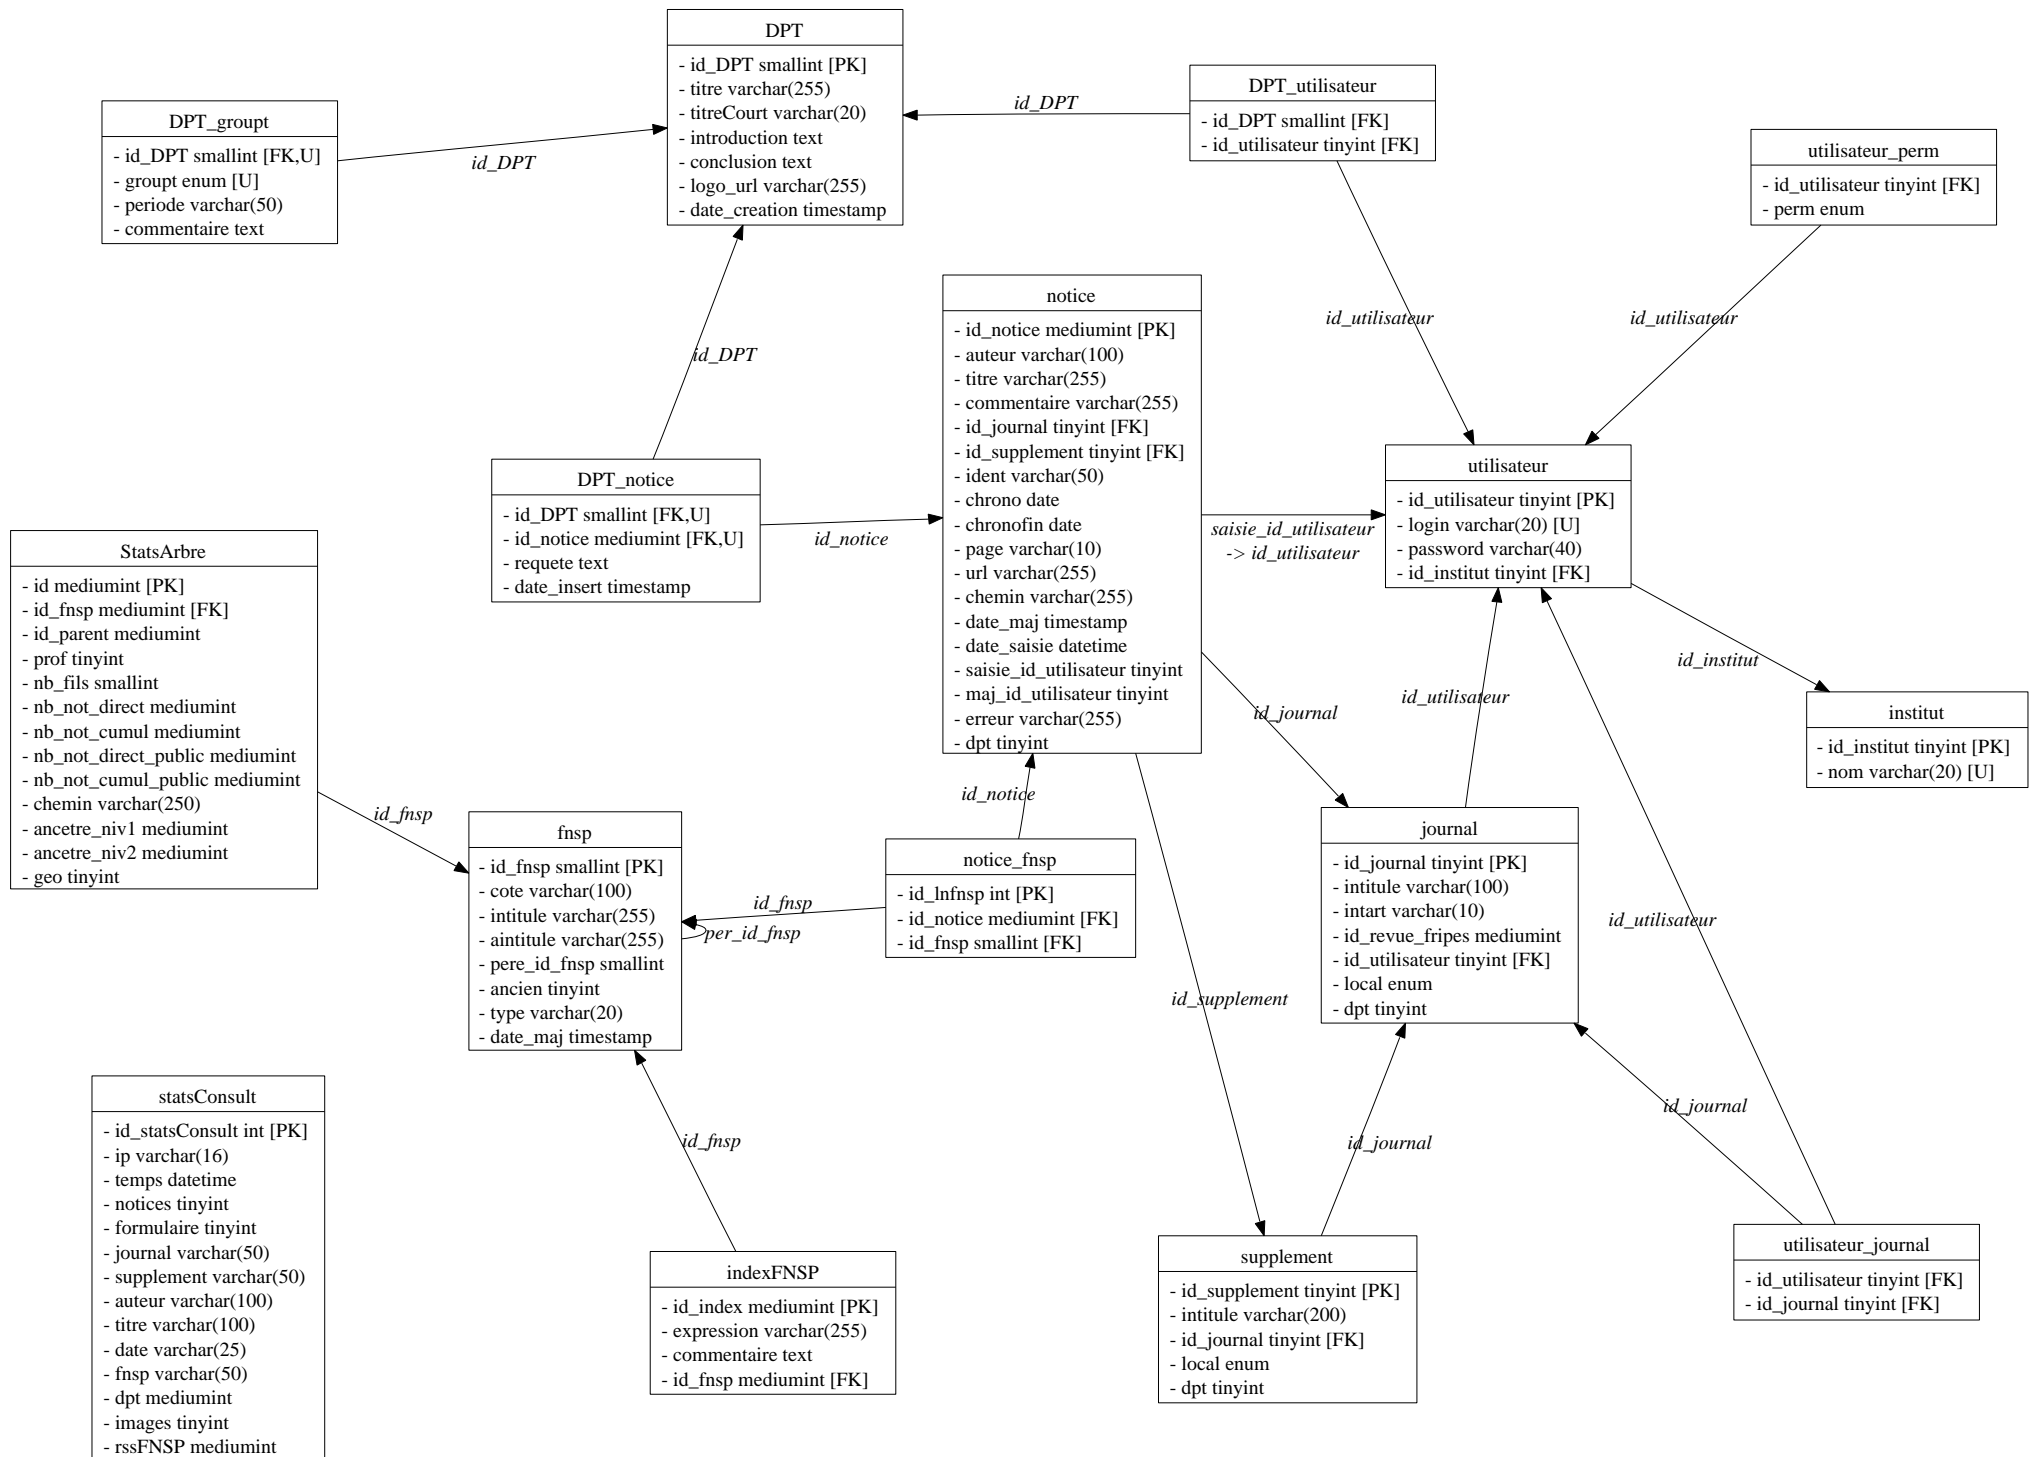 DPT
- id_DPT smallint [PK]
- titre varchar(255)
- titreCourt varchar(20)
- introduction text
- conclusion text
- logo_url varchar(255)
- date_creation timestamp
DPT_groupt
- id_DPT smallint [FK,U]
- groupt enum [U]
- periode varchar(50)
- commentaire text
id_DPT
id_DPT
DPT_utilisateur
- id_DPT smallint [FK]
- id_utilisateur tinyint [FK]
utilisateur_perm
- id_utilisateur tinyint [FK]
- perm enum
id_DPT
id_utilisateur
id_utilisateur
notice
- id_notice mediumint [PK]
- auteur varchar(100)
- titre varchar(255)
- commentaire varchar(255)
- id_journal tinyint [FK]
- id_supplement tinyint [FK]
- ident varchar(50)
- chrono date
- chronofin date
- page varchar(10)
- url varchar(255)
- chemin varchar(255)
- date_maj timestamp
- date_saisie datetime
- saisie_id_utilisateur tinyint
- maj_id_utilisateur tinyint
- erreur varchar(255)
- dpt tinyint
DPT_notice
- id_DPT smallint [FK,U]
- id_notice mediumint [FK,U]
- requete text
- date_insert timestamp
id_notice
saisie_id_utilisateur
-> id_utilisateur
utilisateur
- id_utilisateur tinyint [PK]
- login varchar(20) [U]
- password varchar(40)
- id_institut tinyint [FK]
StatsArbre
- id mediumint [PK]
- id_fnsp mediumint [FK]
- id_parent mediumint
- prof tinyint
- nb_fils smallint
- nb_not_direct mediumint
- nb_not_cumul mediumint
- nb_not_direct_public mediumint
- nb_not_cumul_public mediumint
- chemin varchar(250)
- ancetre_niv1 mediumint
- ancetre_niv2 mediumint
- geo tinyint
id_fnsp
id_institut
id_utilisateur
id_journal
institut
- id_institut tinyint [PK]
- nom varchar(20) [U]
id_notice
fnsp
- id_fnsp smallint [PK]
- cote varchar(100)
- intitule varchar(255)
- aintitule varchar(255)
- pere_id_fnsp smallint
- ancien tinyint
- type varchar(20)
- date_maj timestamp
id_fnsp
per_id_fnsp
notice_fnsp
- id_lnfnsp int [PK]
- id_notice mediumint [FK]
- id_fnsp smallint [FK]
journal
- id_journal tinyint [PK]
- intitule varchar(100)
- intart varchar(10)
- id_revue_fripes mediumint
- id_utilisateur tinyint [FK]
- local enum
- dpt tinyint
id_utilisateur
id_supplement
id_journal
id_journal
id_fnsp
statsConsult
- id_statsConsult int [PK]
- ip varchar(16)
- temps datetime
- notices tinyint
- formulaire tinyint
- journal varchar(50)
- supplement varchar(50)
- auteur varchar(100)
- titre varchar(100)
- date varchar(25)
- fnsp varchar(50)
- dpt mediumint
- images tinyint
- rssFNSP mediumint
indexFNSP
- id_index mediumint [PK]
- expression varchar(255)
- commentaire text
- id_fnsp mediumint [FK]
supplement
- id_supplement tinyint [PK]
- intitule varchar(200)
- id_journal tinyint [FK]
- local enum
- dpt tinyint
utilisateur_journal
- id_utilisateur tinyint [FK]
- id_journal tinyint [FK]